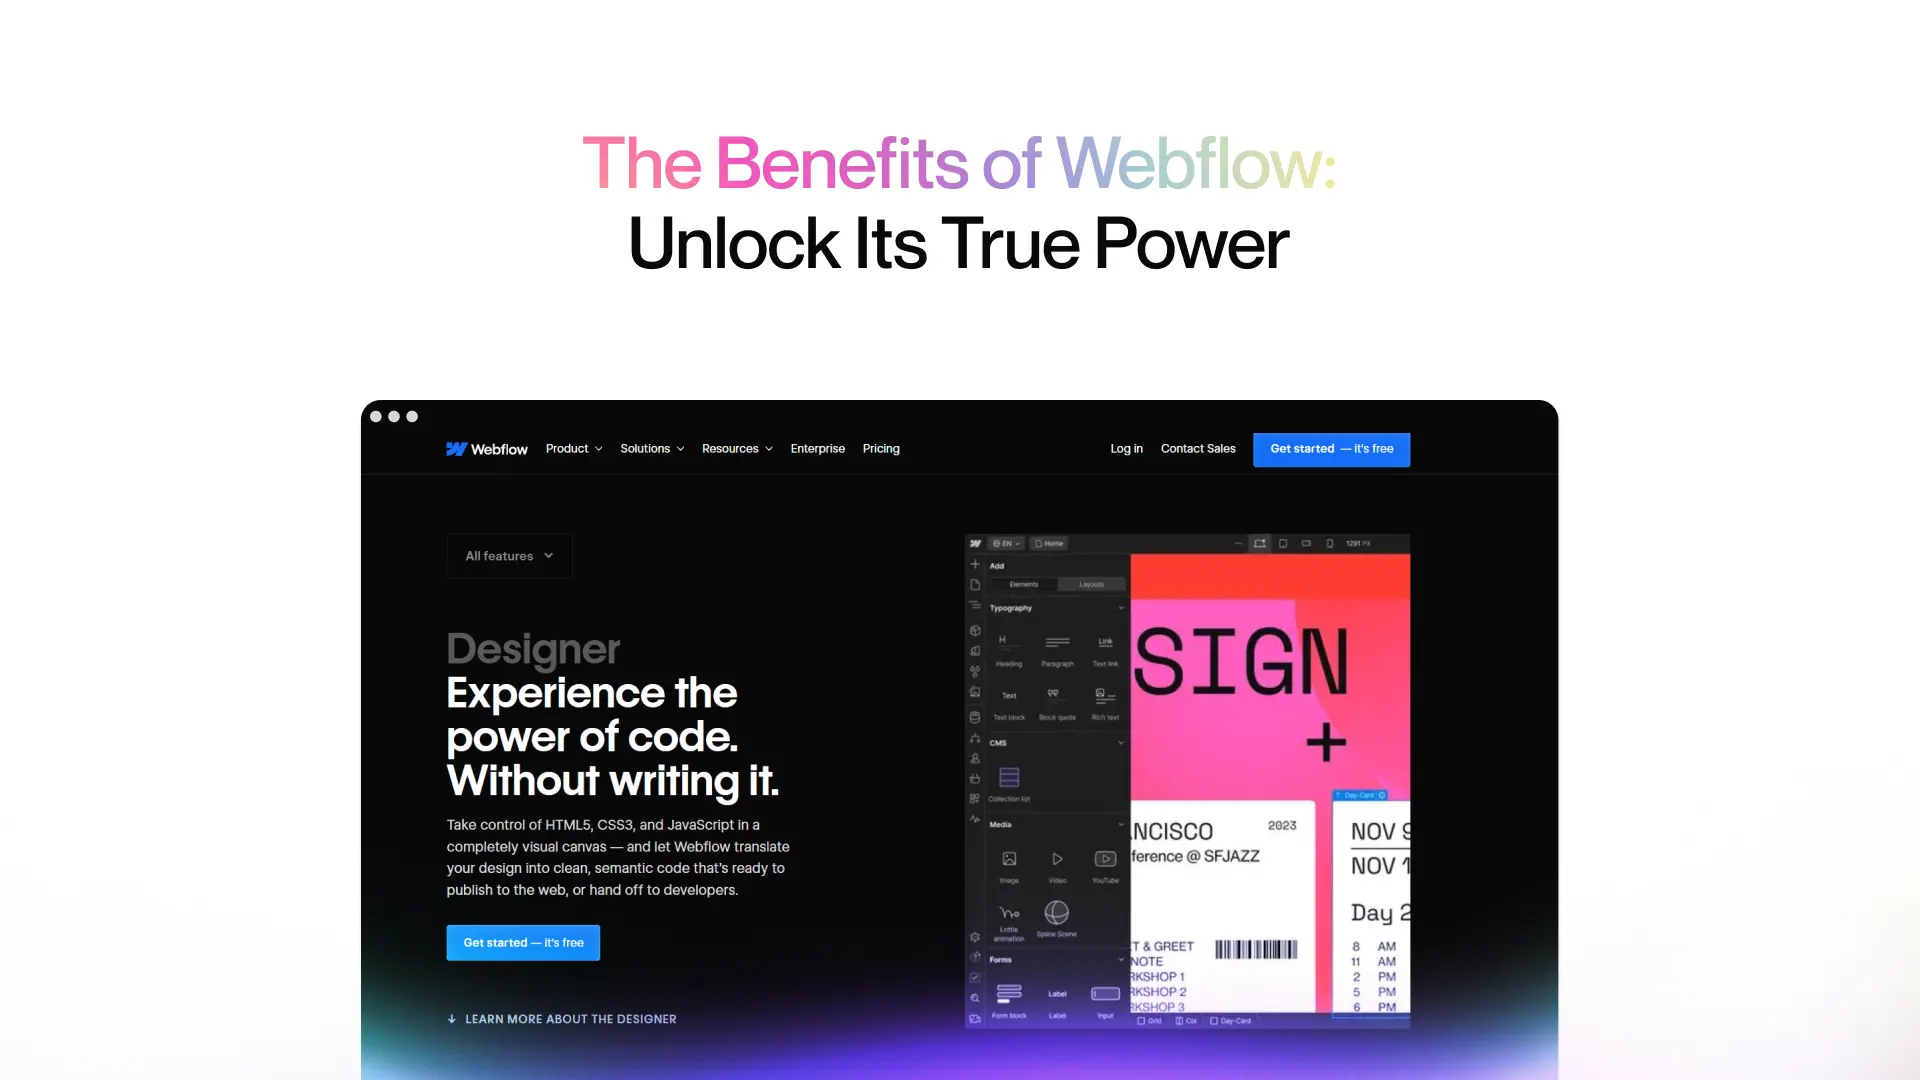 The Benefits of Webflow:
Unlock Its True Power
Webflow
Product
Solutions
Resources
Enterprise
Pricing
Log in
Contact Sales
Get started — it's free
All features
Designer
Experience the
power of code.
Without writing it.
Take control of HTML5, CSS3, and JavaScript in a
completely visual canvas — and let Webflow translate
your design into clean, semantic code that's ready to
publish to the web, or hand off to developers.
Get started — it's free
LEARN MORE ABOUT THE DESIGNER
EN
Home
1291 PX
Add
Elements
Layouts
Typography
H
Link
Heading
Paragraph
Text link
Text
Text block
Block quote
Rich text
CMS
Collection list
Media
Image
Video
YouTube
Lottie
animation
Spline Scene
Forms
Label
Form block
Label
Input
SIGN
+
NCISCO
2023
ference @ SFJAZZ
T & GREET
NOTE
RKSHOP 1
RKSHOP 2
RKSHOP 3
Day-Card
NOV 9
NOV 1
Day 2
8 AM
11 AM
2 PM
5 PM
6 PM
Grid
Col
Day-Card